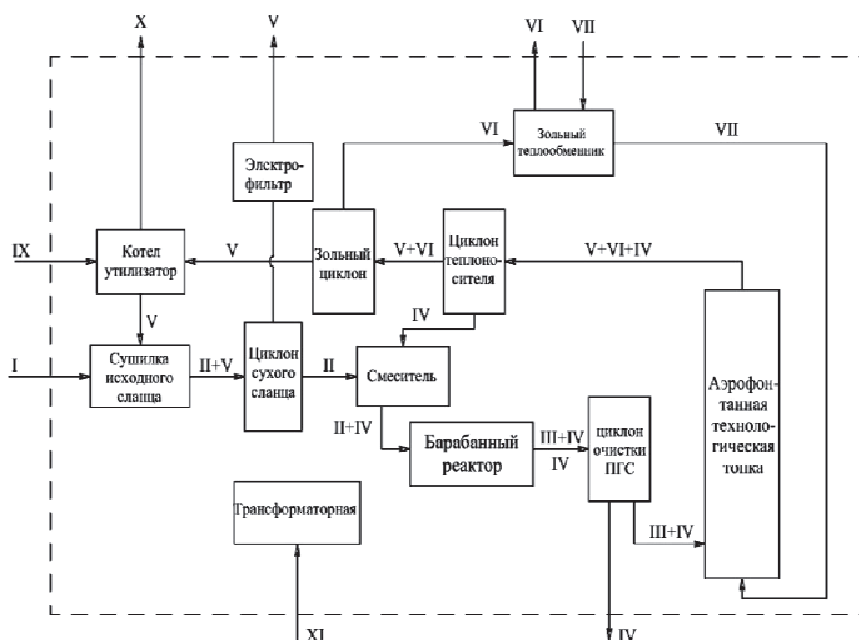 X
V
VI
VII
VI
Зольный
теплообменник
VII
Электро-
фильтр
IX
Котел
утилизатор
V
Зольный
циклон
V+VI
Циклон
теплоно-
сителя
V+VI+IV
V
IV
I
Сушилка
исходного
сланца
II+V
Циклон
сухого
сланца
II
Смеситель
Аэрофон-
танная
техноло-
гическая
топка
II+IV
Барабанный
реактор
III+IV
IV
циклон
очистки
ПГС
Трансформаторная
III+IV
XI
IV